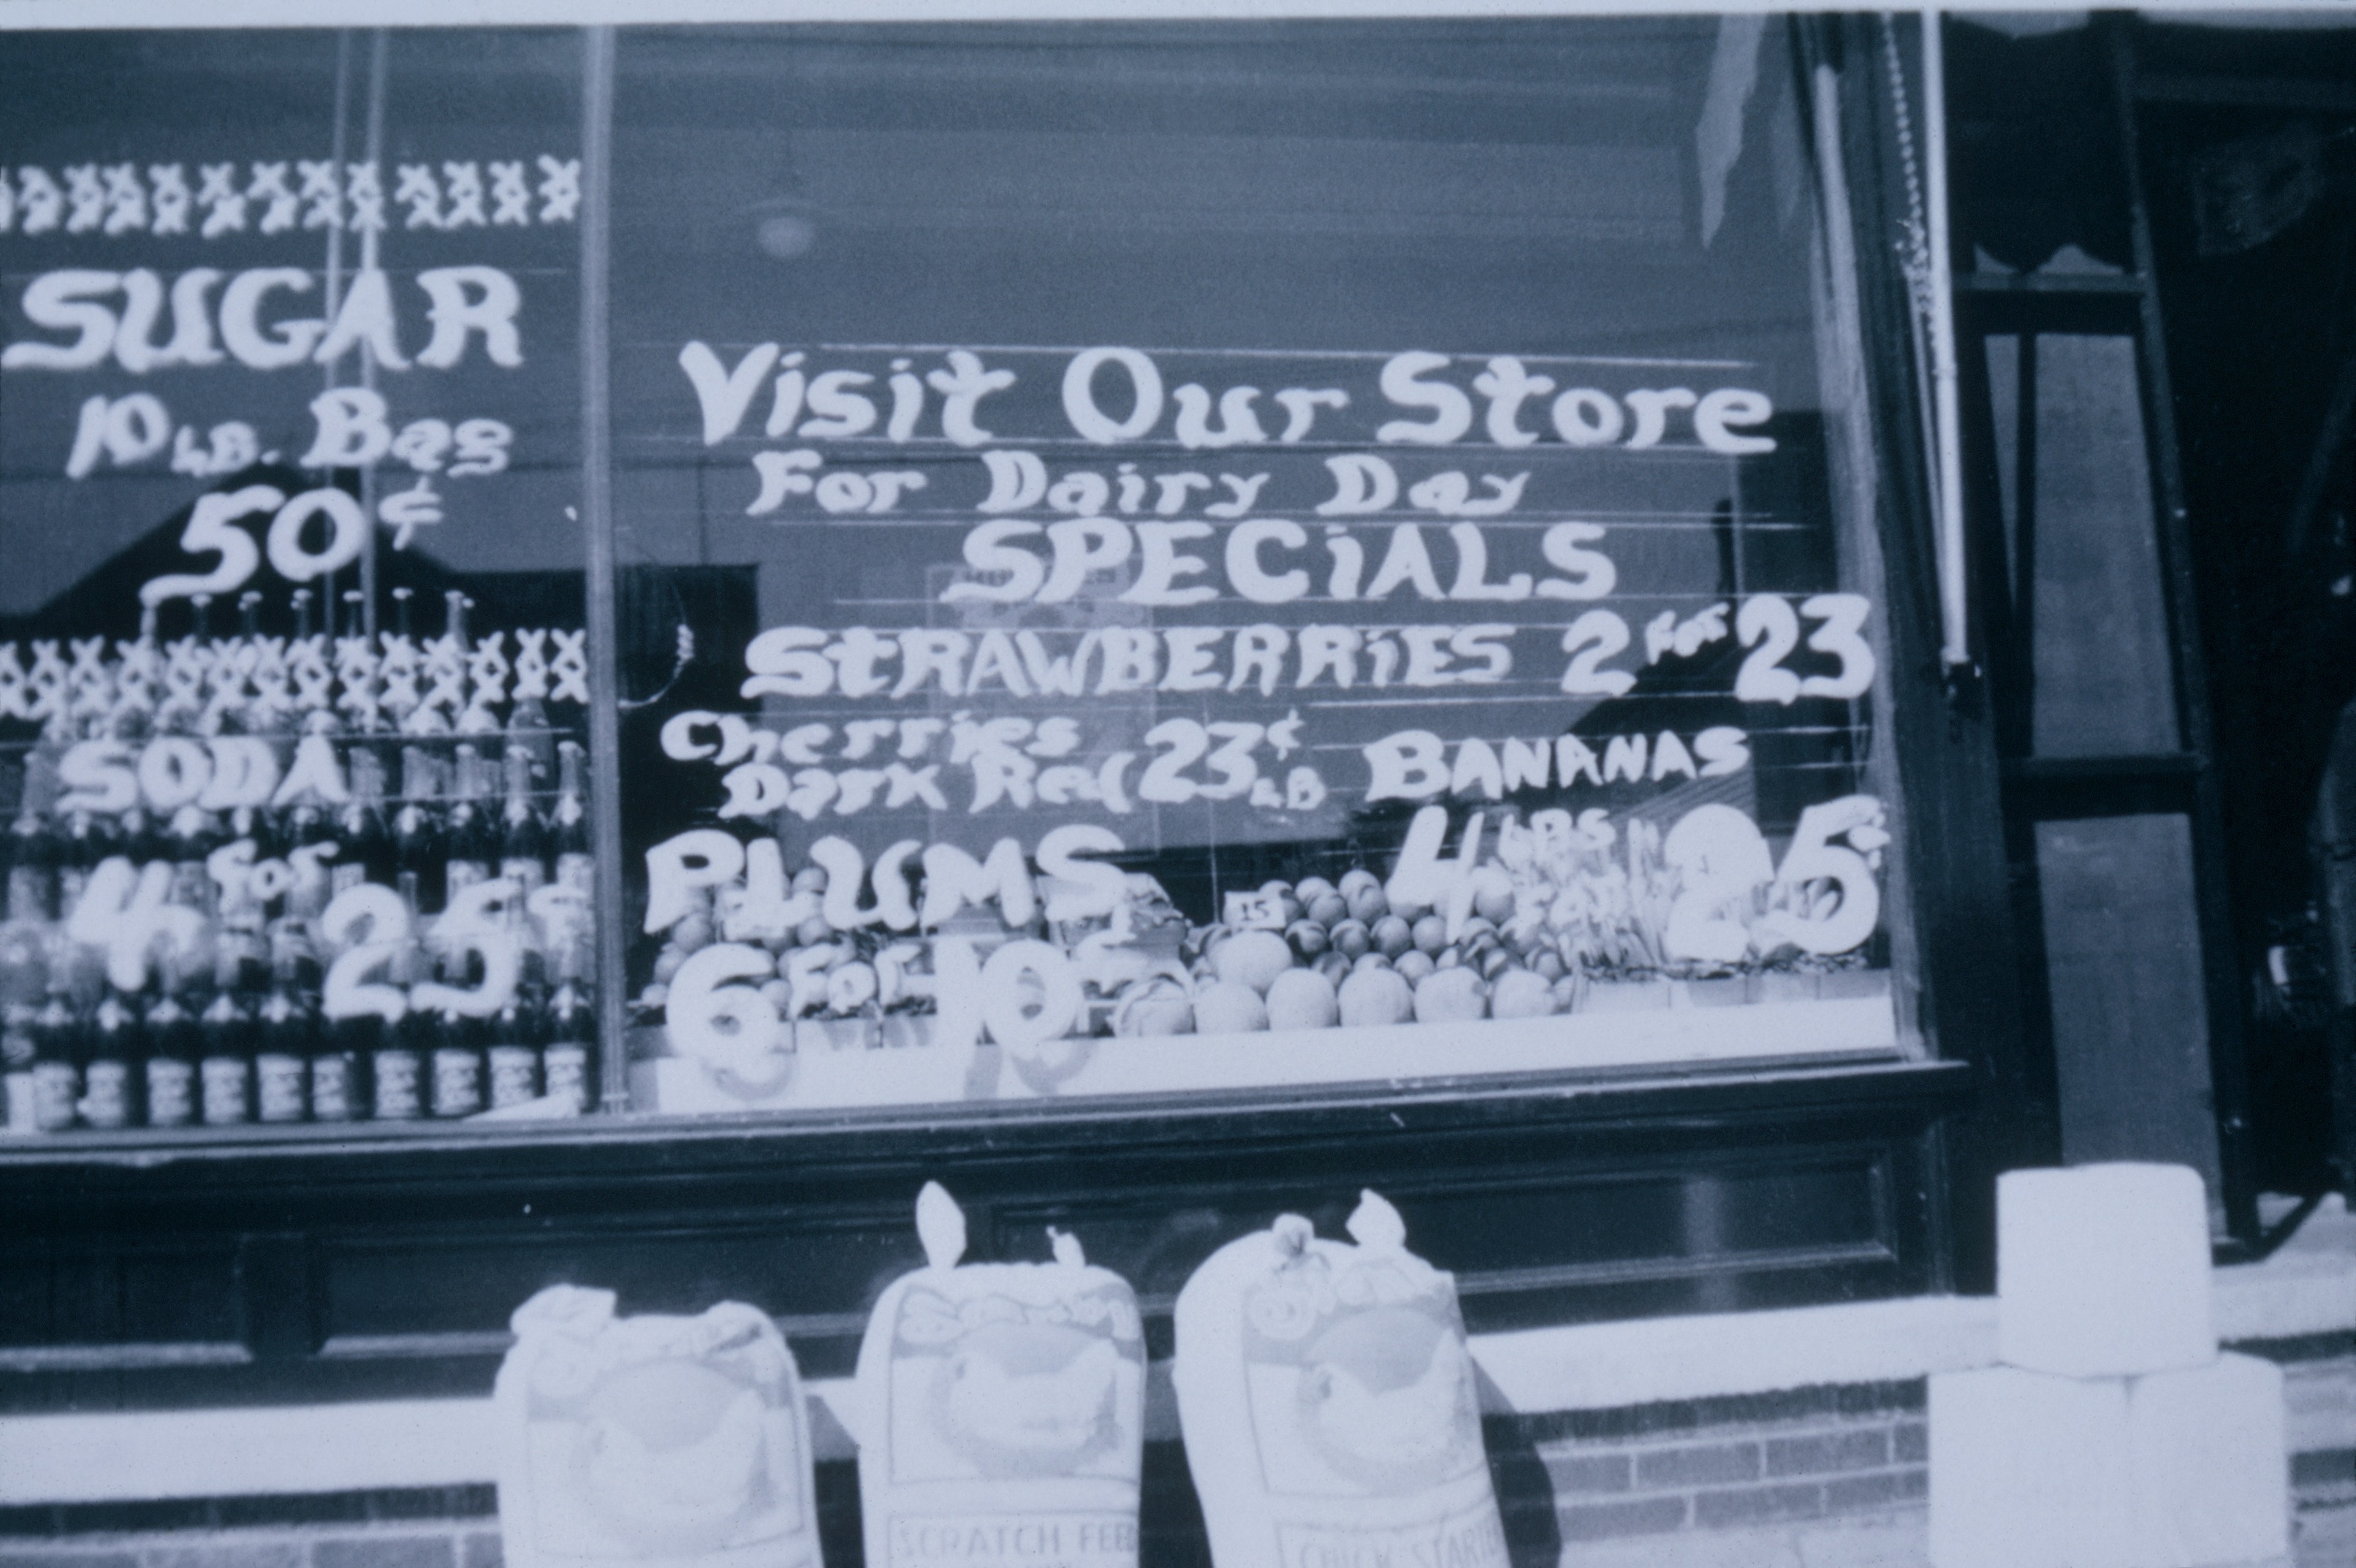 SUGAR
10 LB. Bag
50¢
SODA
4 for 25¢
Visit Our Store
For Dairy Day
SPECiALS
StRAWBERRiES 2 for 23
Cherries
Dark Red 23¢ LB
BANANAS
4 LBS 25¢
PLUMS
6 For 10¢
15
SCRATCH FEED
CHICK STARTER